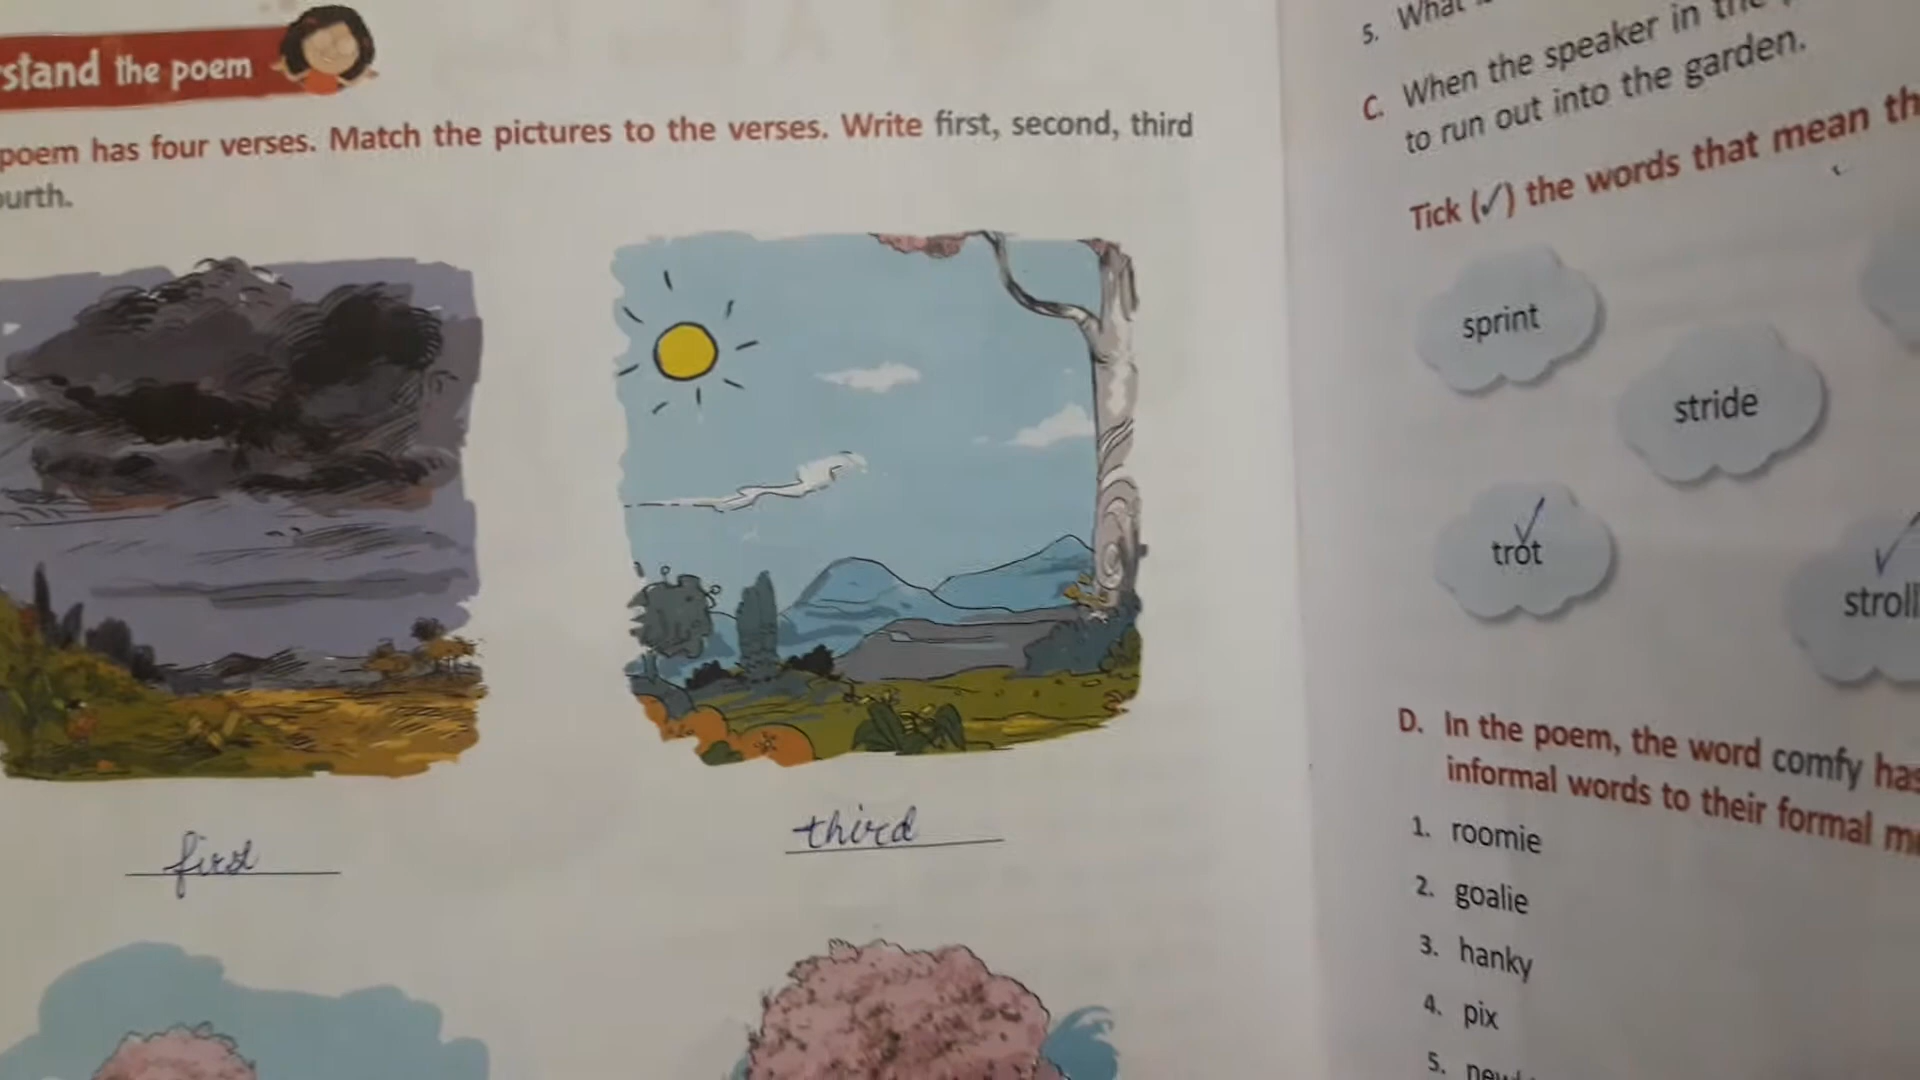 stand the poem
poem has four verses. Match the pictures to the verses. Write first, second, third
ourth.
first
third
5. What
C. When the speaker in the
to run out into the garden.
Tick (✓) the words that mean th
sprint
stride
trot
stroll
D. In the poem, the word comfy has
informal words to their formal m
1. roomie
2. goalie
3. hanky
4. pix
5.